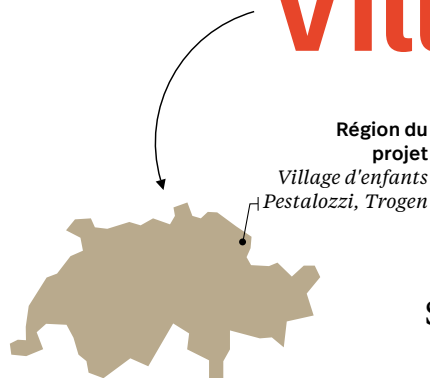 Région du
projet
Village d'enfants
Pestalozzi, Trogen